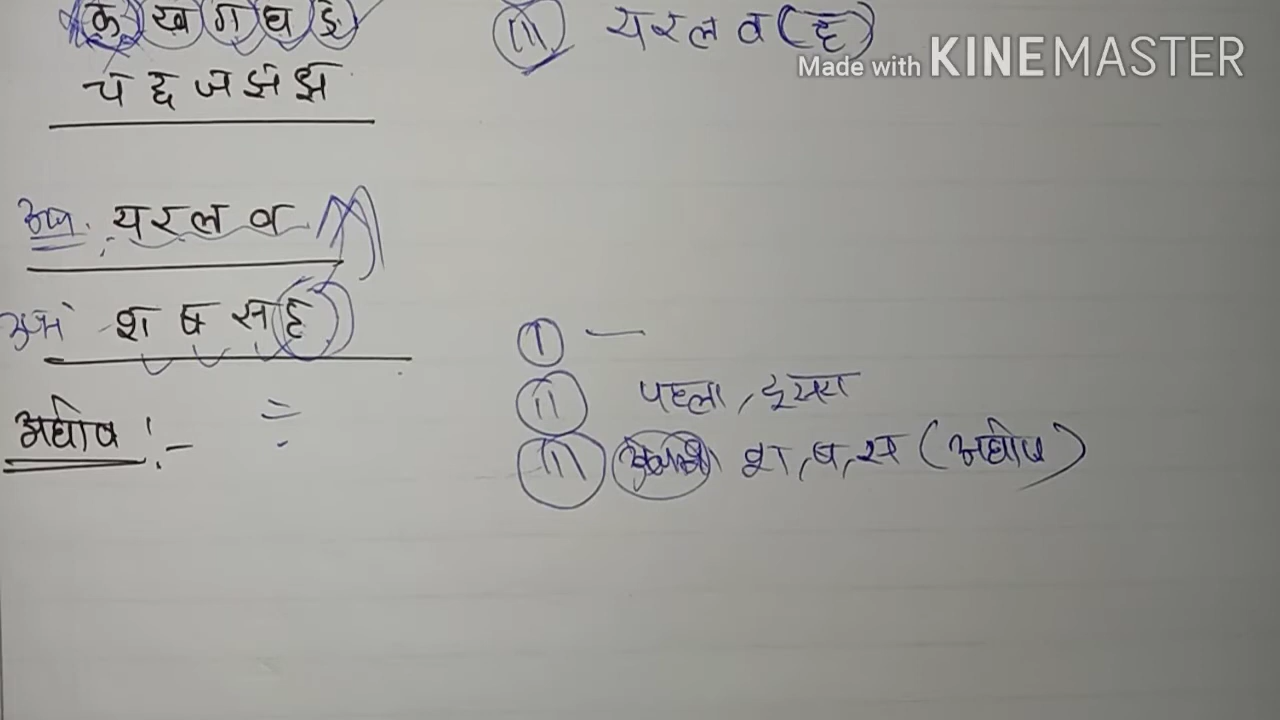 क ख ग घ ङ
(III) य र ल व (ह)
Made with KINEMASTER
च छ ज झ ञ
य र ल व
श ष स ह
I —
II पहला, दूसरा
अघोष :-
III श, ष, स (अघोष)